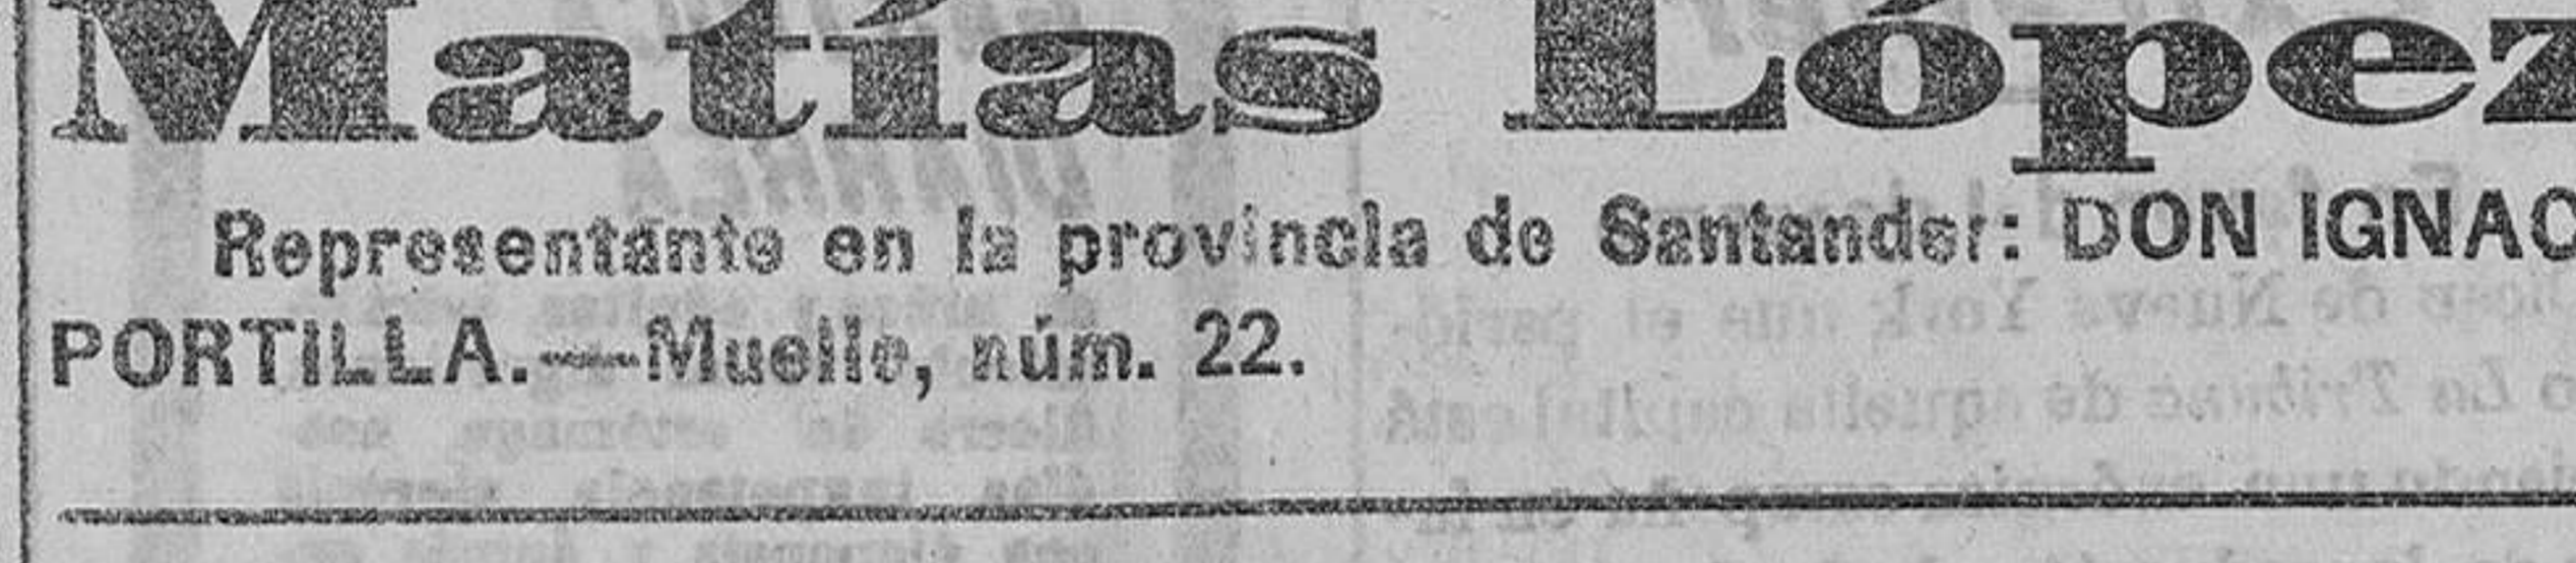 Matías López
Representante en la provincia de Santander: DON IGNAC
PORTILLA.—Muelle, núm. 22.